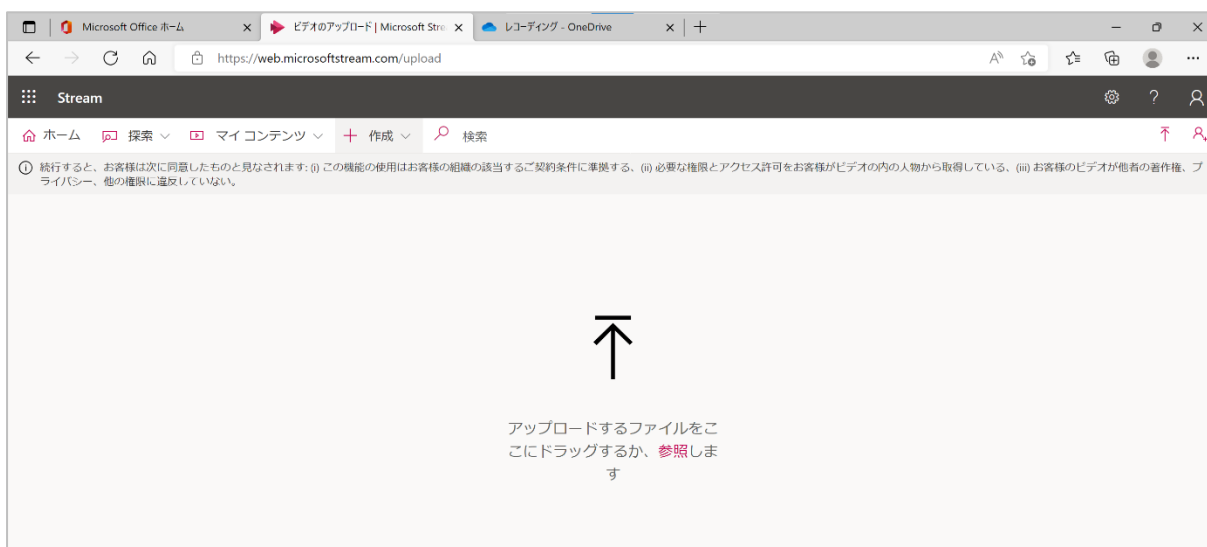 Microsoft Office ホーム
ビデオのアップロード | Microsoft Stre
レコーディング - OneDrive
https://web.microsoftstream.com/upload
Stream
ホーム 探索 マイ コンテンツ 作成 検索
続行すると、お客様は次に同意したものと見なされます: (i) この機能の使用はお客様の組織の該当するご契約条件に準拠する、(ii) 必要な権限とアクセス許可をお客様がビデオの内の人物から取得している、(iii) お客様のビデオが他者の著作権、プ
ライバシー、他の権限に違反していない。
アップロードするファイルをこ
こにドラッグするか、参照しま
す